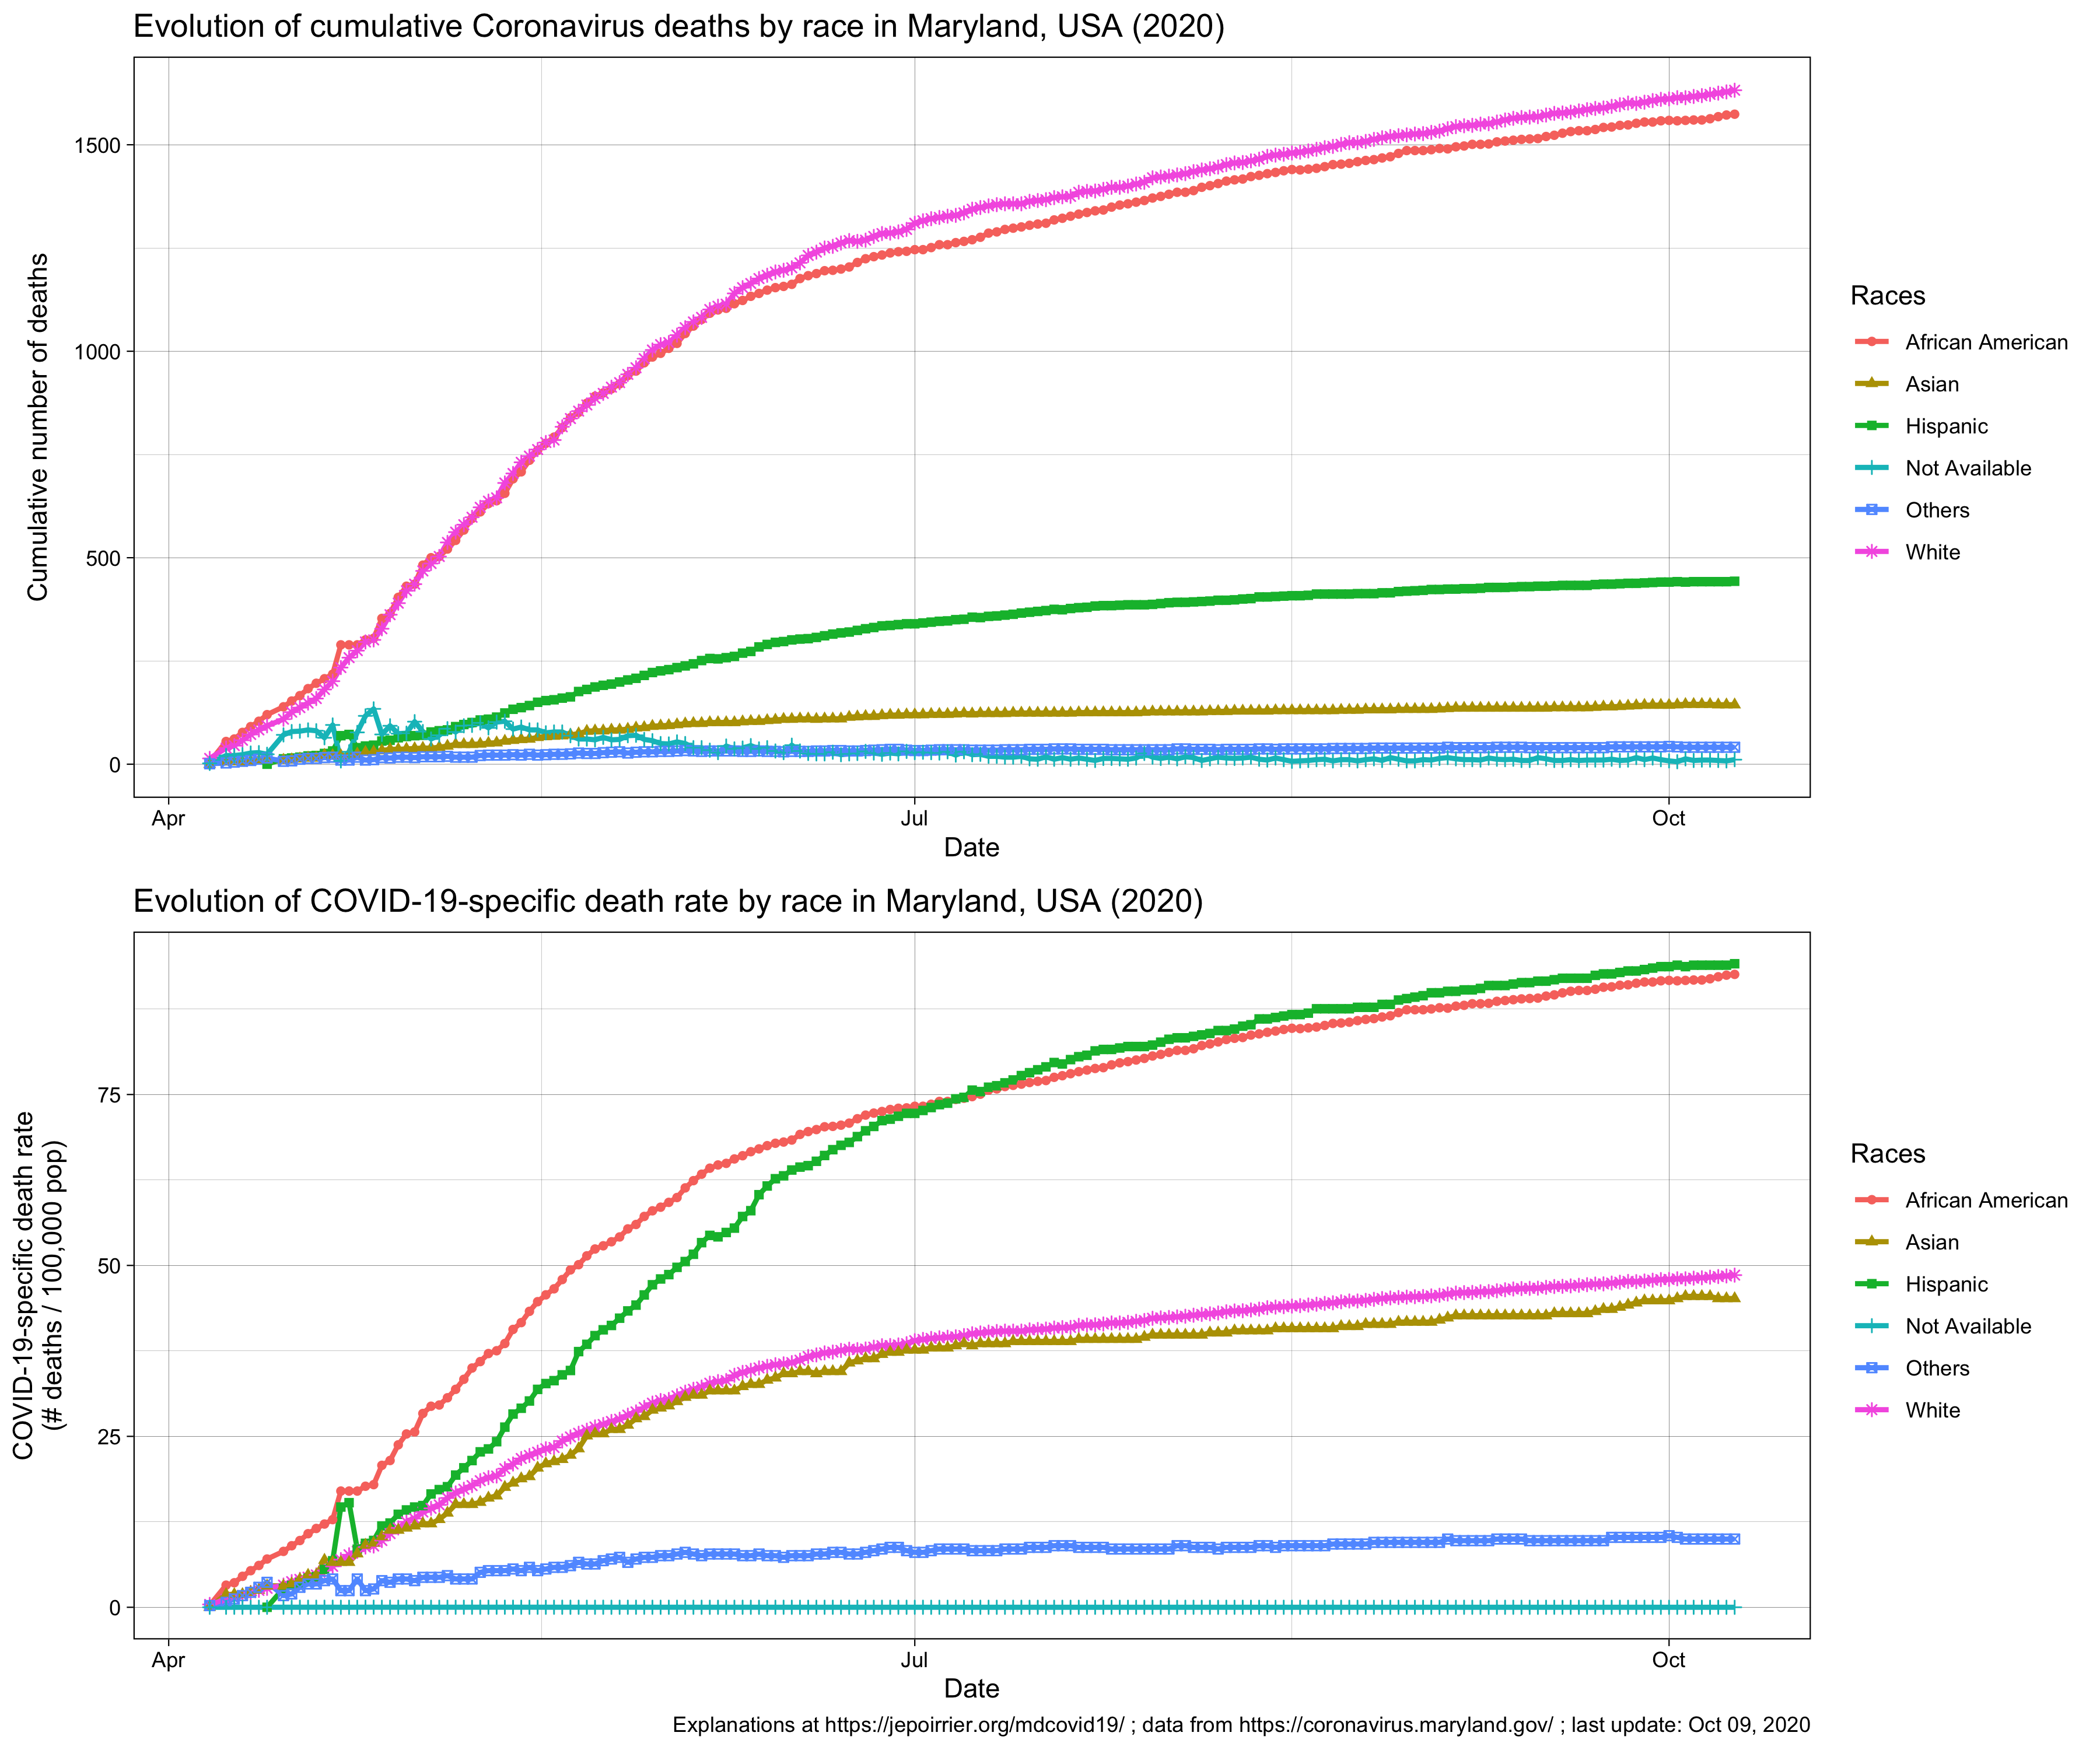 Evolution of cumulative Coronavirus deaths by race in Maryland, USA (2020)
Cumulative number of deaths
1500
1000
500
0
Apr
Jul
Oct
Date
Races
African American
Asian
Hispanic
Not Available
Others
White
Evolution of COVID-19-specific death rate by race in Maryland, USA (2020)
COVID-19-specific death rate
(# deaths / 100,000 pop)
75
50
25
0
Apr
Jul
Oct
Date
Races
African American
Asian
Hispanic
Not Available
Others
White
Explanations at https://jepoirrier.org/mdcovid19/ ; data from https://coronavirus.maryland.gov/ ; last update: Oct 09, 2020